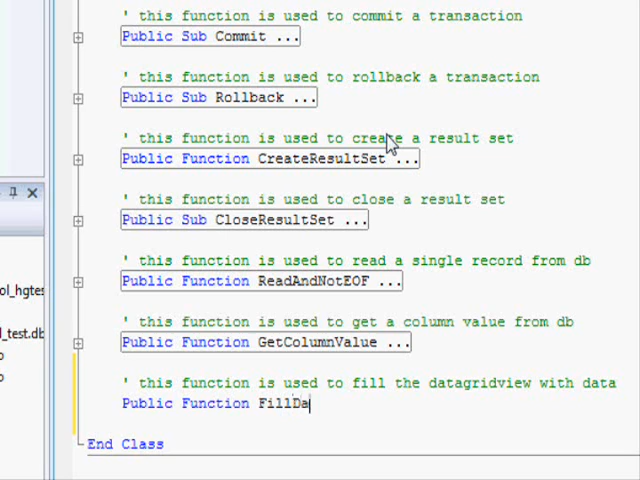 ' this function is used to commit a transaction
Public Sub Commit ...
' this function is used to rollback a transaction
Public Sub Rollback ...
' this function is used to create a result set
Public Function CreateResultSet ...
' this function is used to close a result set
Public Sub CloseResultSet ...
' this function is used to read a single record from db
Public Function ReadAndNotEOF ...
' this function is used to get a column value from db
Public Function GetColumnValue ...
' this function is used to fill the datagridview with data
Public Function FillDa
End Class
ol_hgtes
l_test.db
o
o